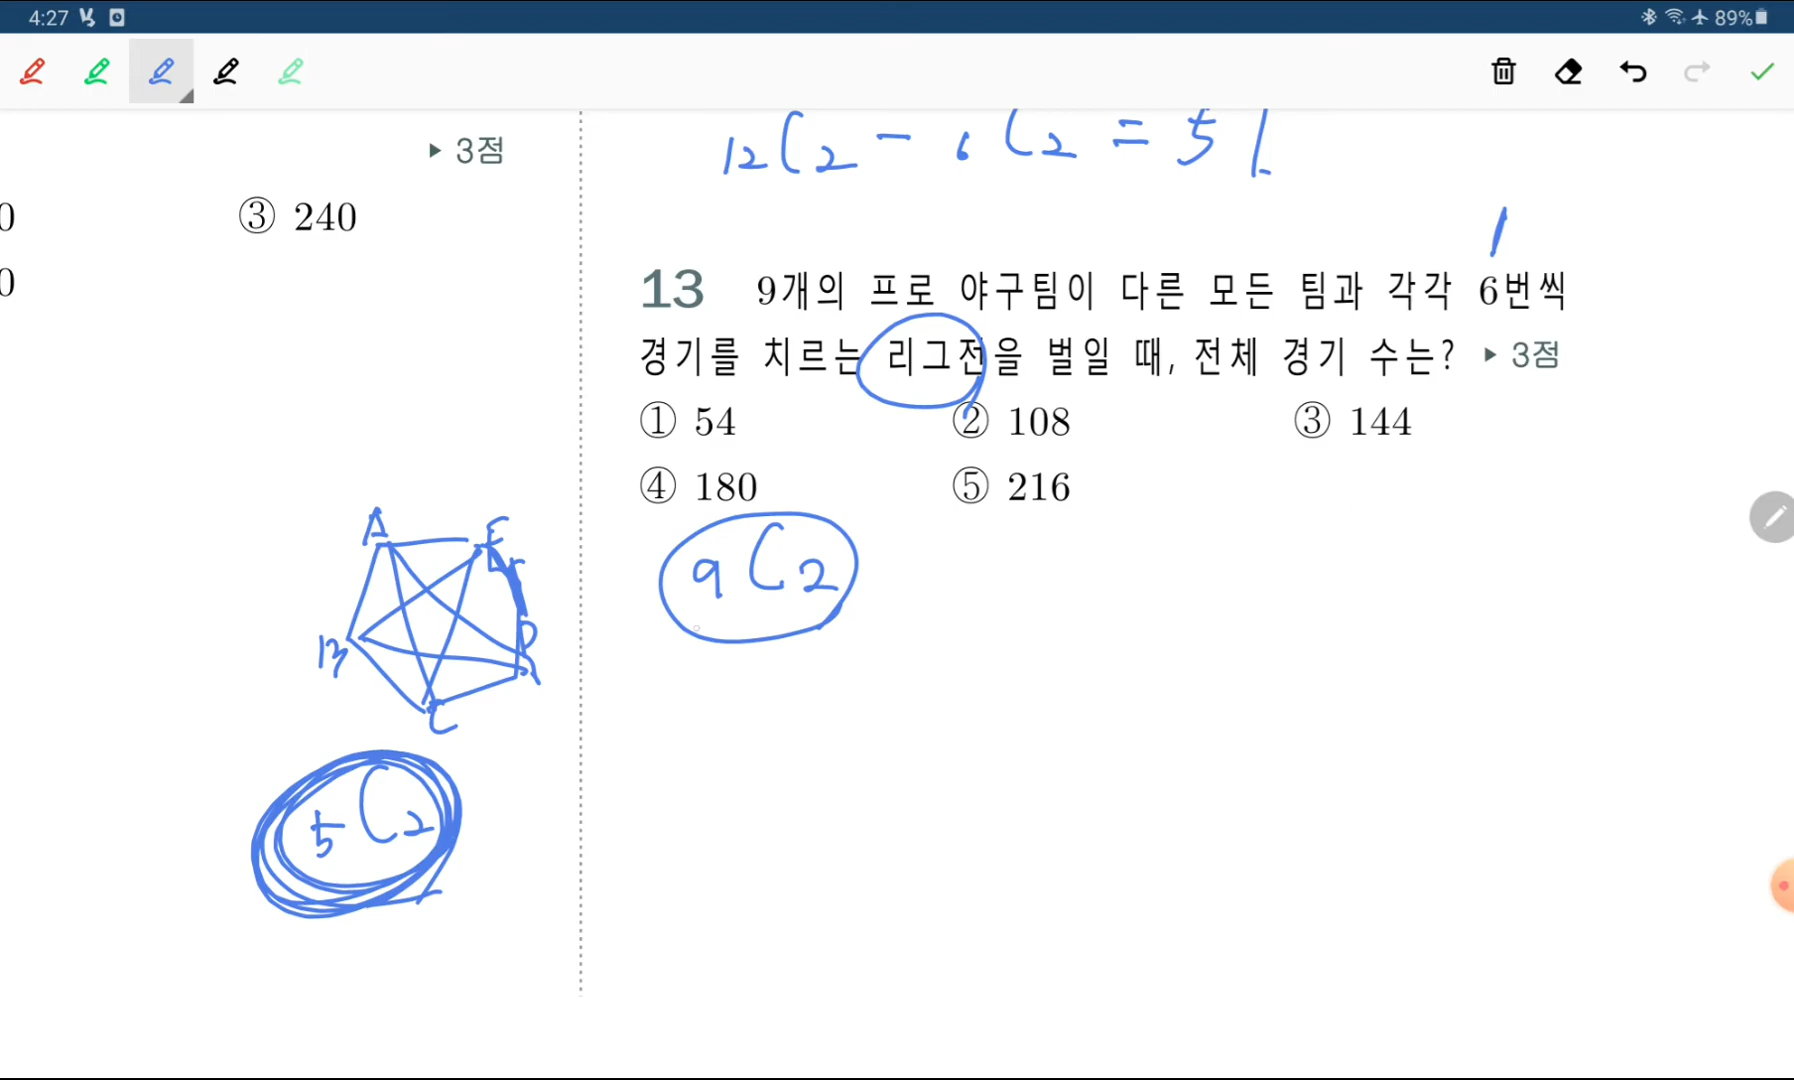 4:27
89%
▶ 3점
0
③ 240
0
A
E
B
D
C
5C2
12C2 - 6C2 = 51
1
13 9개의 프로 야구팀이 다른 모든 팀과 각각 6번씩
경기를 치르는 리그전을 벌일 때, 전체 경기 수는? ▶ 3점
① 54 ② 108 ③ 144
④ 180 ⑤ 216
9C2